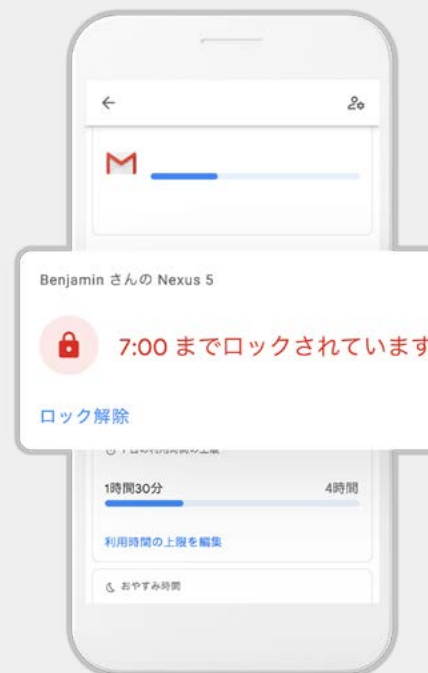 Benjamin さんの Nexus 5
7:00 までロックされています
ロック解除
1時間30分
4時間
利用時間の上限を編集
おやすみ時間